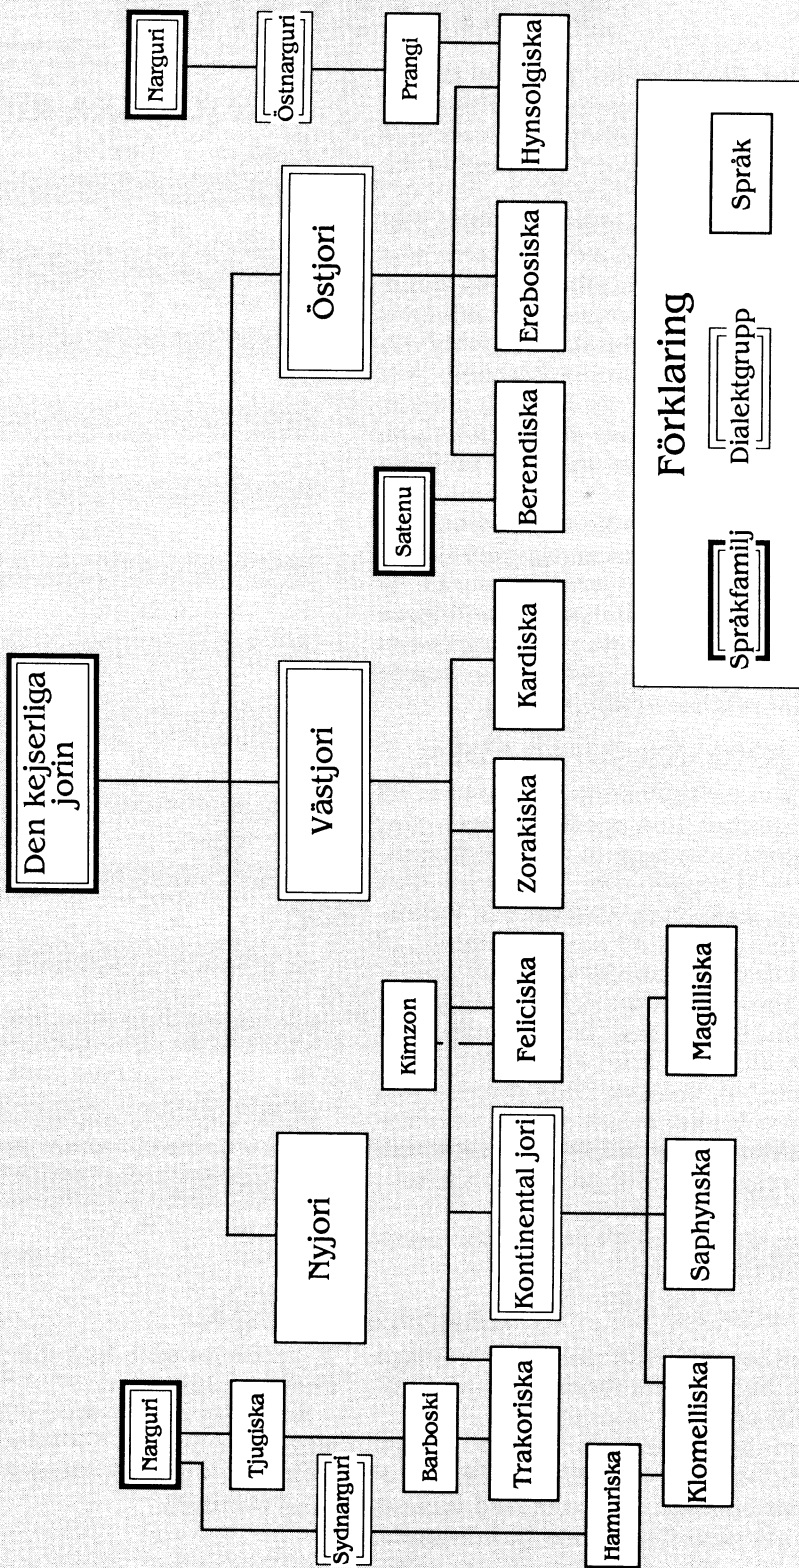 Den kejserliga
jorin
Narguri
Narguri
Tjugiska
Östnarguri
Sydnarguri
Nyjori
Västjori
Östjori
Barboski
Kimzon
Satenu
Prangi
Trakoriska
Kontinental jori
Feliciska
Zorakiska
Kardiska
Berendiska
Erebosiska
Hynsolgiska
Hamuriska
Klomelliska
Saphynska
Magilliska
Förklaring
Språkfamilj
Dialektgrupp
Språk